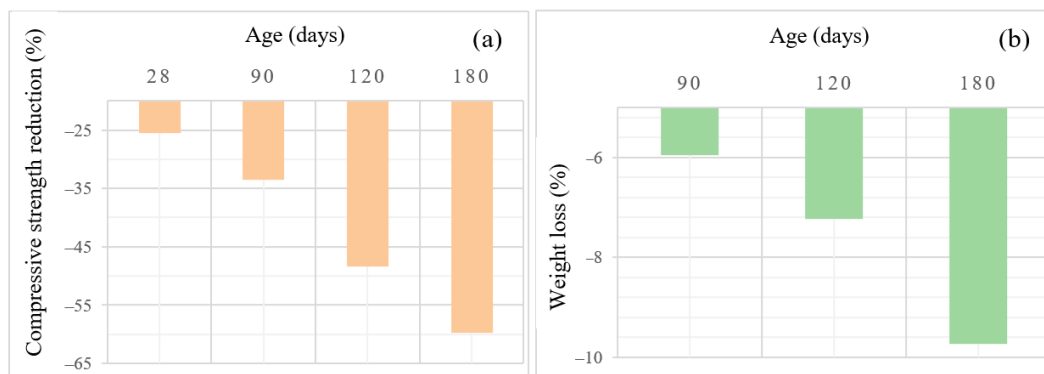 Age (days)
(a)
28 90 120 180
Compressive strength reduction (%)
–25
–35
–45
–55
–65
Age (days)
(b)
90 120 180
Weight loss (%)
–6
–8
–10